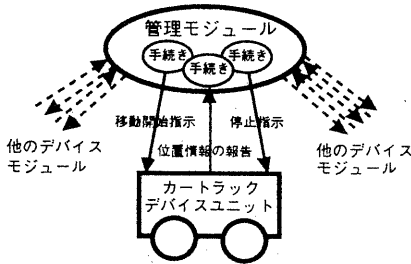 管理モジュール
手続き
手続き
手続き
移動開始指示
停止指示
位置情報の報告
他のデバイス
モジュール
他のデバイス
モジュール
カートラック
デバイスユニット